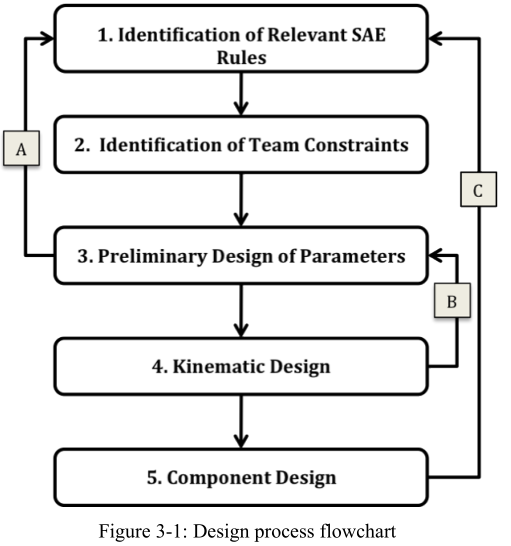 1. Identification of Relevant SAE
Rules
A
2. Identification of Team Constraints
C
3. Preliminary Design of Parameters
B
4. Kinematic Design
5. Component Design
Figure 3-1: Design process flowchart